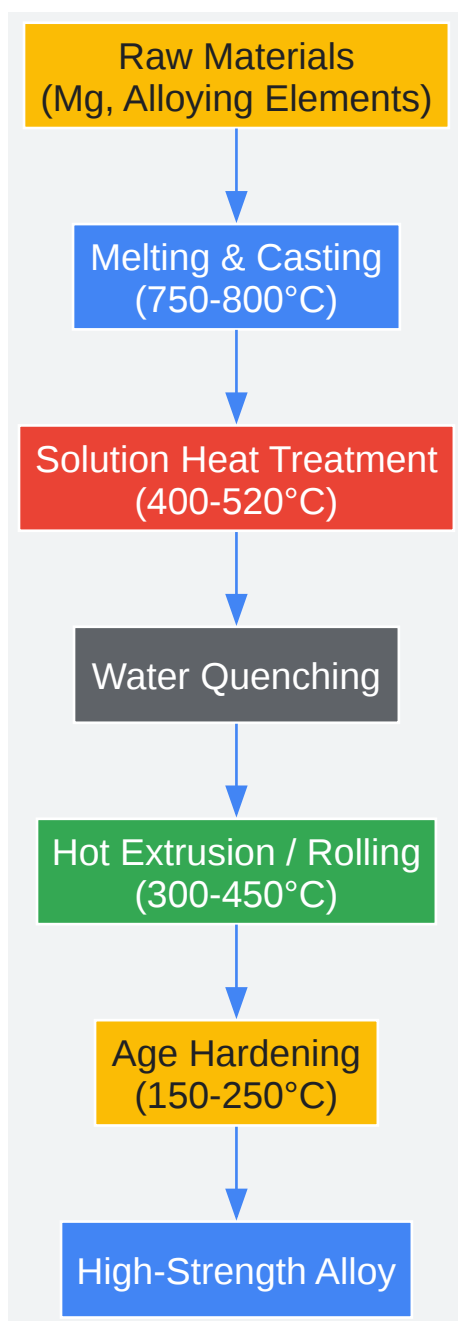 Raw Materials
(Mg, Alloying Elements)
Melting & Casting
(750-800°C)
Solution Heat Treatment
(400-520°C)
Water Quenching
Hot Extrusion / Rolling
(300-450°C)
Age Hardening
(150-250°C)
High-Strength Alloy